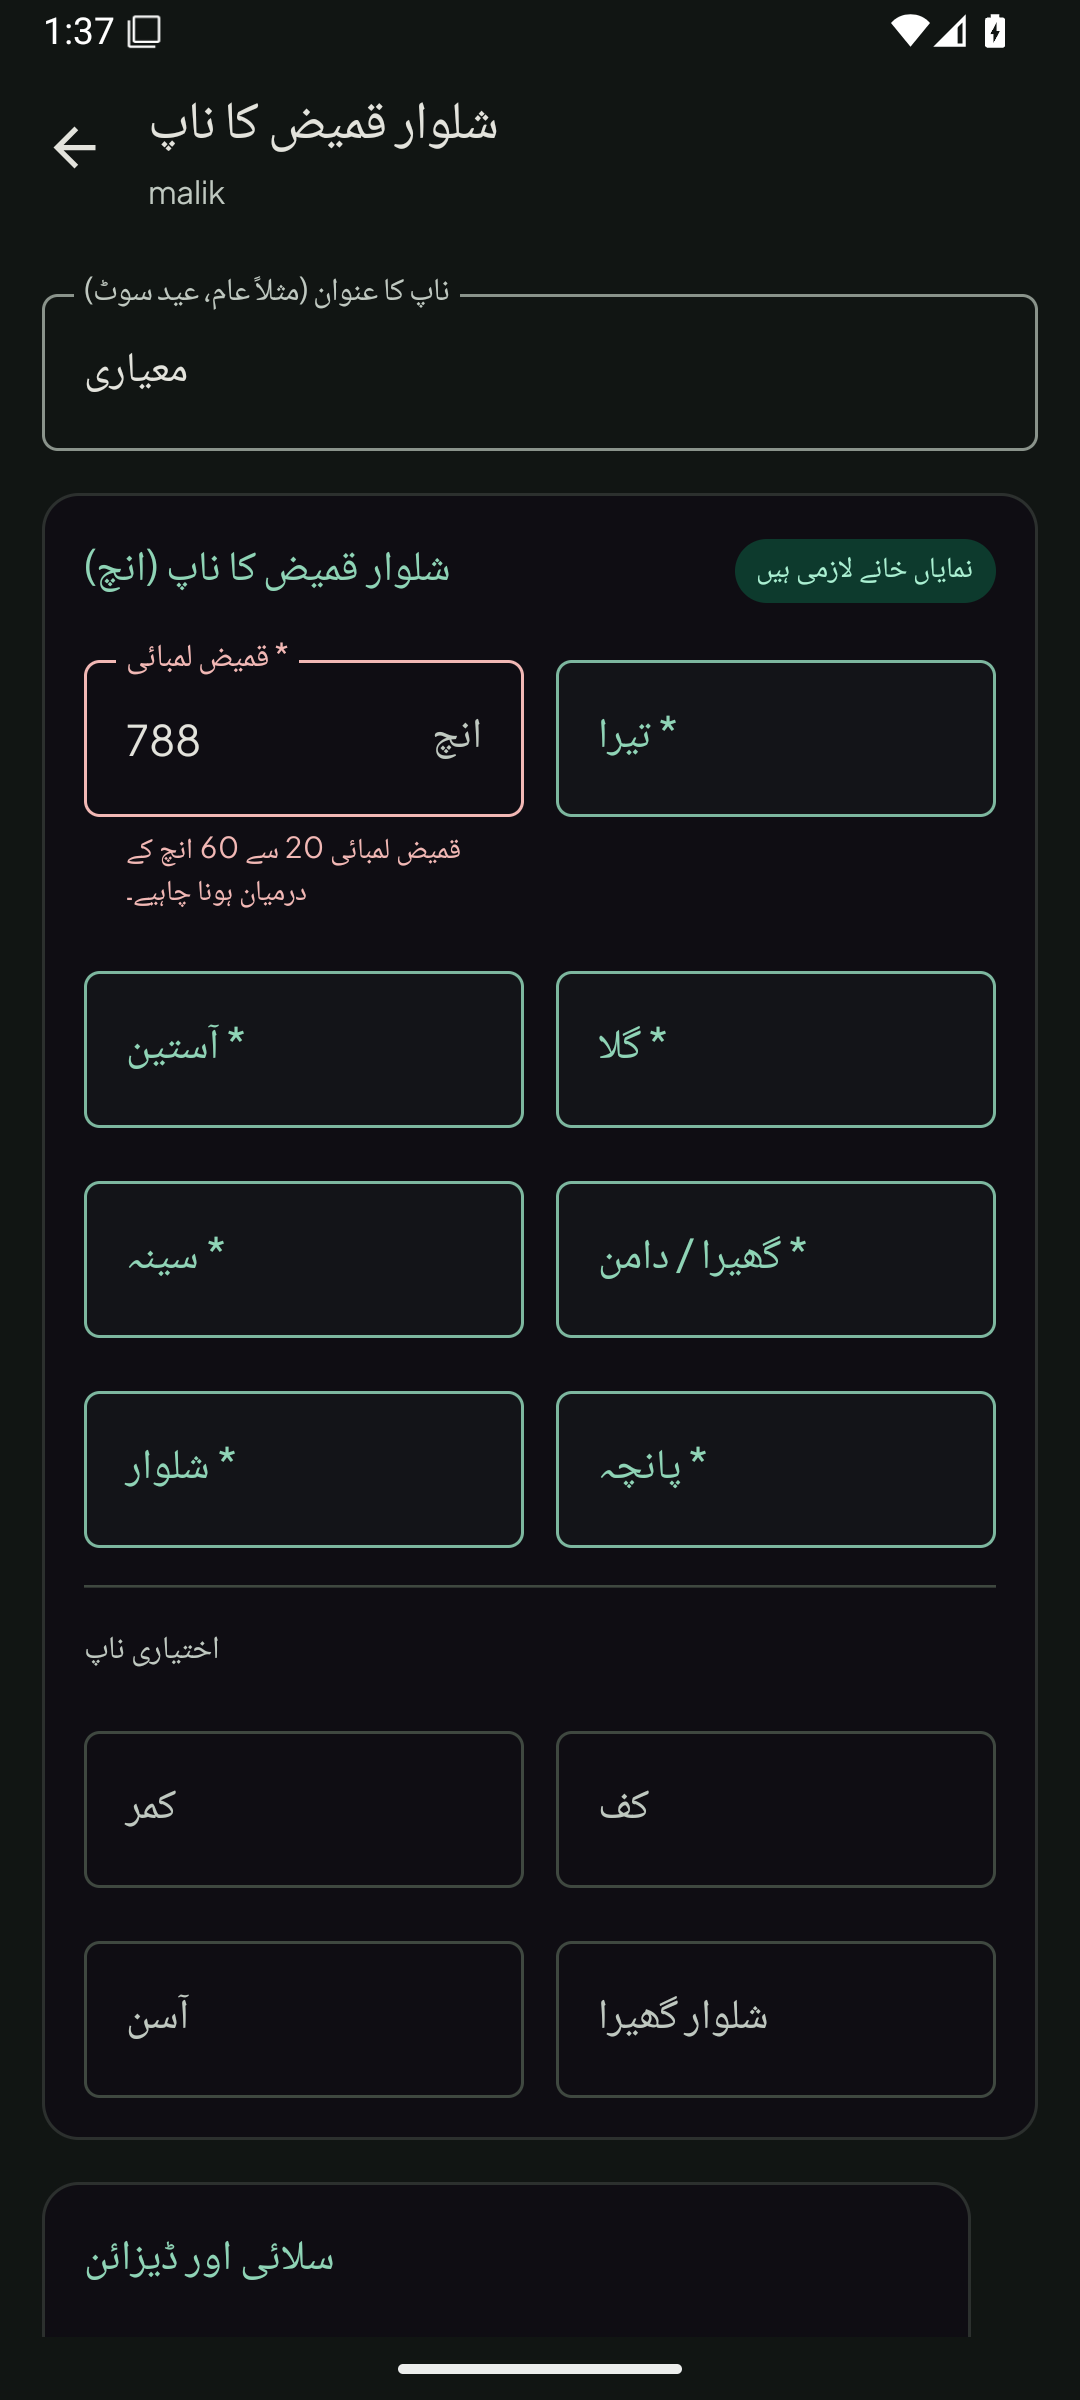 1:37
شلوار قمیض کا ناپ
malik
ناپ کا عنوان (مثلاً عام، عید سوٹ)
معیاری
شلوار قمیض کا ناپ (انچ)
نمایاں خانے لازمی ہیں
قمیض لمبائی *
788 انچ
تیرا *
قمیض لمبائی 20 سے 60 انچ کے
درمیان ہونا چاہیے۔
آستین *
گلا *
سینہ *
گھیرا / دامن *
شلوار *
پانچہ *
اختیاری ناپ
کمر
کف
آسن
شلوار گھیرا
سلائی اور ڈیزائن